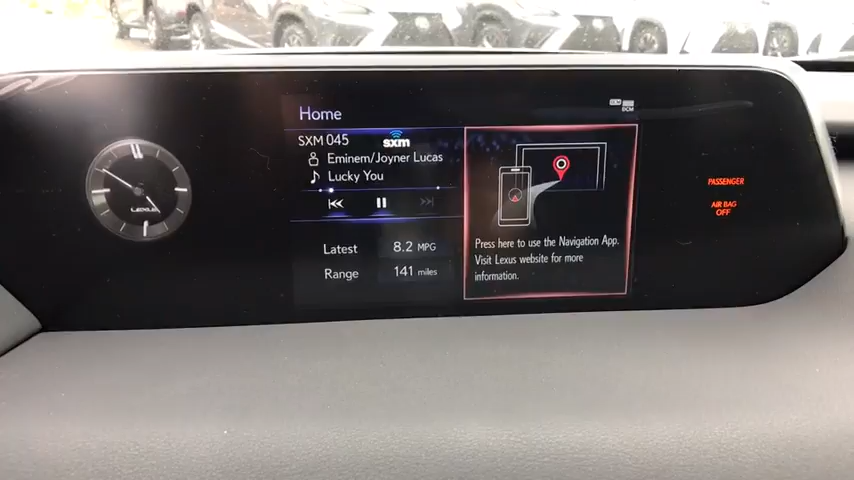 Home
DCM
SXM 045
sxm
Eminem/Joyner Lucas
Lucky You
Latest 8.2 MPG
Range 141 miles
Press here to use the Navigation App.
Visit Lexus website for more
information.
LEXUS
PASSENGER
AIR BAG
OFF